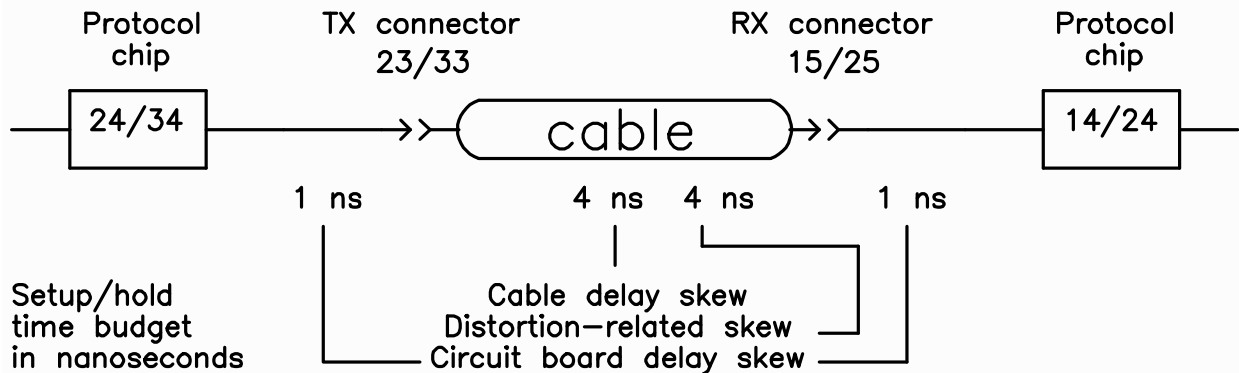 Protocol
chip
TX connector
23/33
RX connector
15/25
Protocol
chip
24/34
cable
14/24
1 ns
4 ns
4 ns
1 ns
Setup/hold
time budget
in nanoseconds
Cable delay skew
Distortion-related skew
Circuit board delay skew